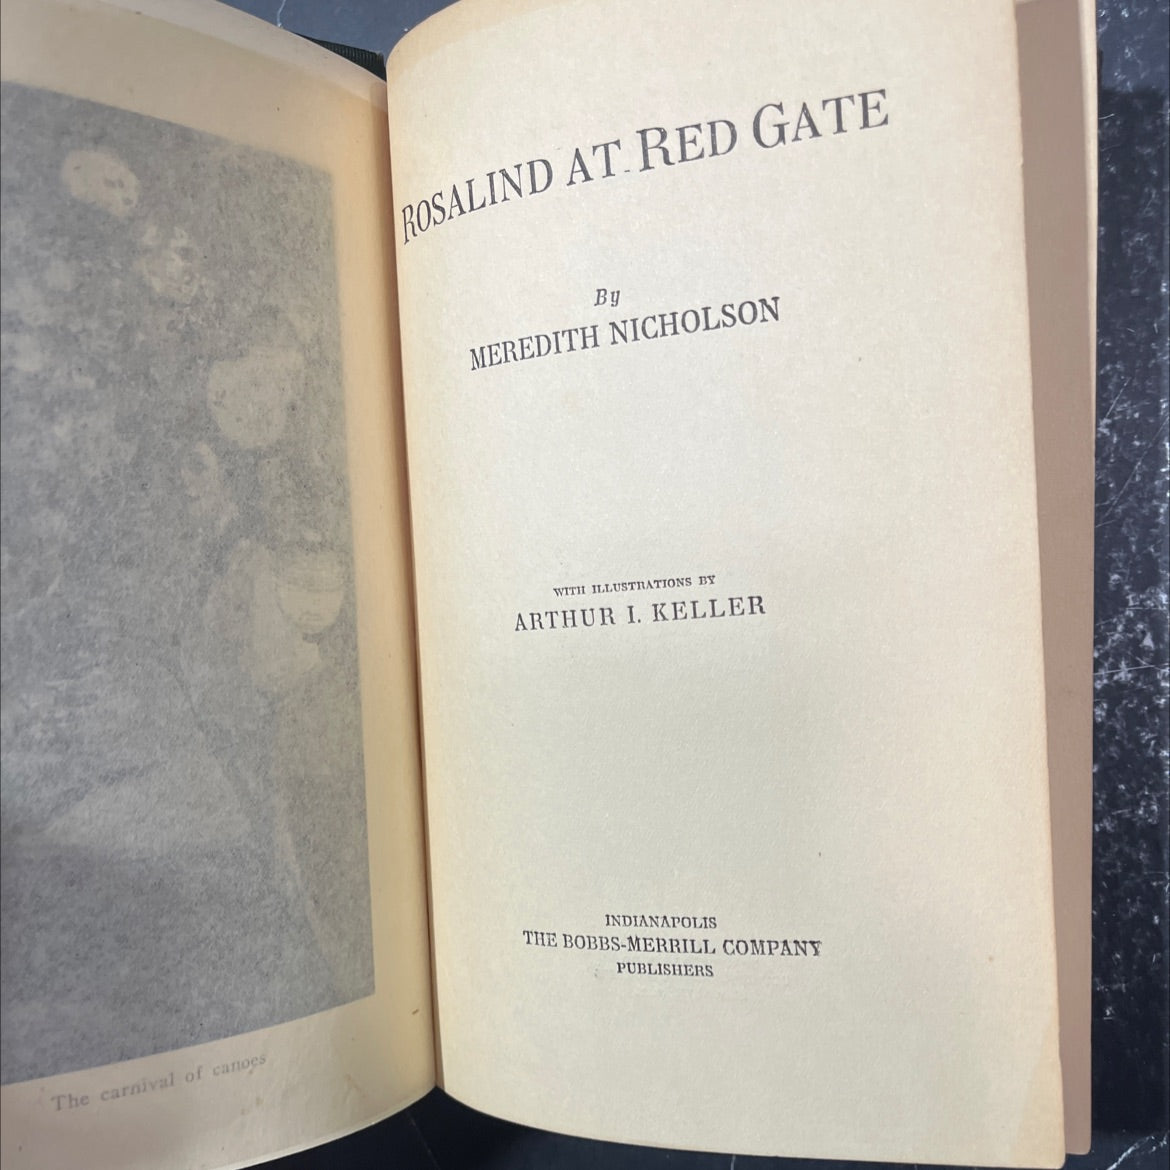 The carnival of canoes
ROSALIND AT RED GATE
By
MEREDITH NICHOLSON
WITH ILLUSTRATIONS BY
ARTHUR I. KELLER
INDIANAPOLIS
THE BOBBS-MERRILL COMPANY
PUBLISHERS